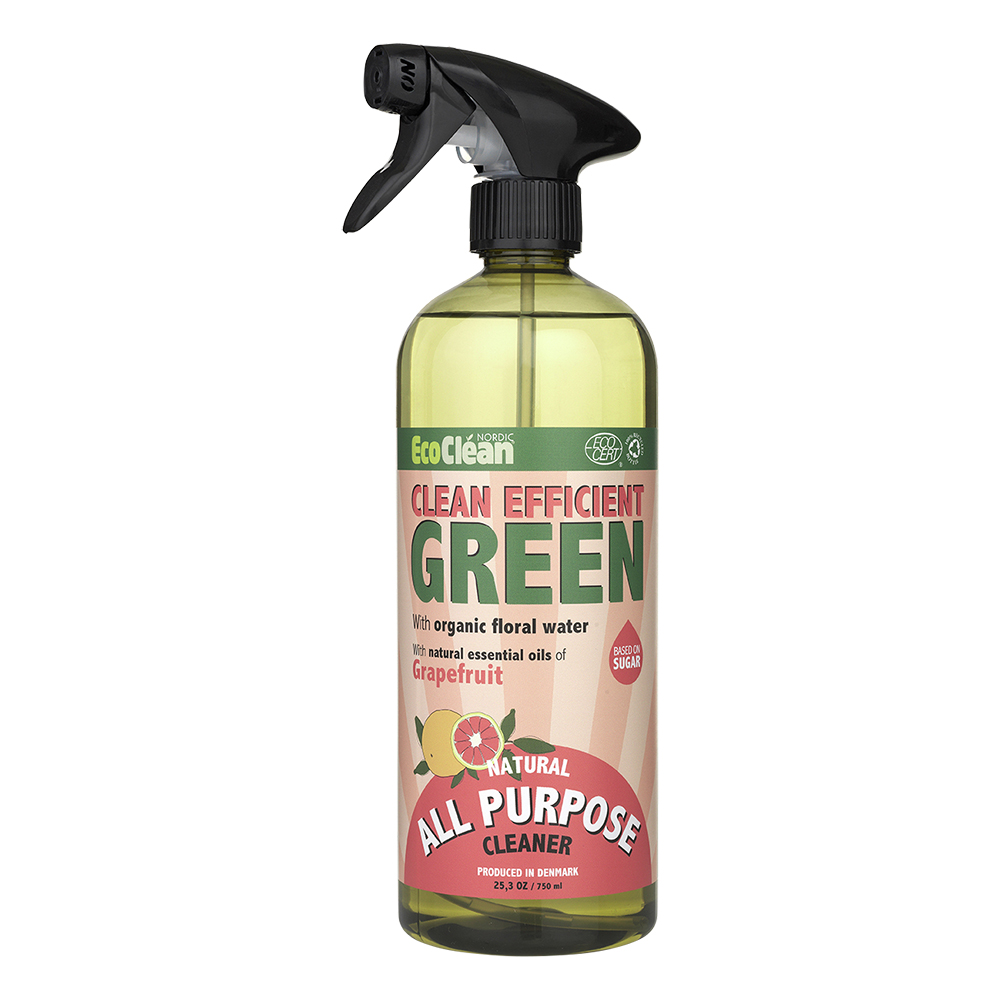 NO
EcoClean NORDIC
ECO
CERT
®
CLEAN EFFICIENT
GREEN
With organic floral water
With natural essential oils of
Grapefruit
BASED ON
SUGAR
NATURAL
ALL PURPOSE
CLEANER
PRODUCED IN DENMARK
25,3 OZ / 750 ml